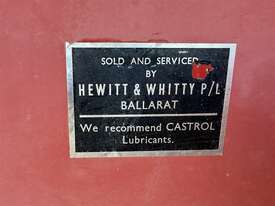 SOLD AND SERVICED
BY
HEWITT & WHITTY P/L
BALLARAT
We recommend CASTROL
Lubricants.